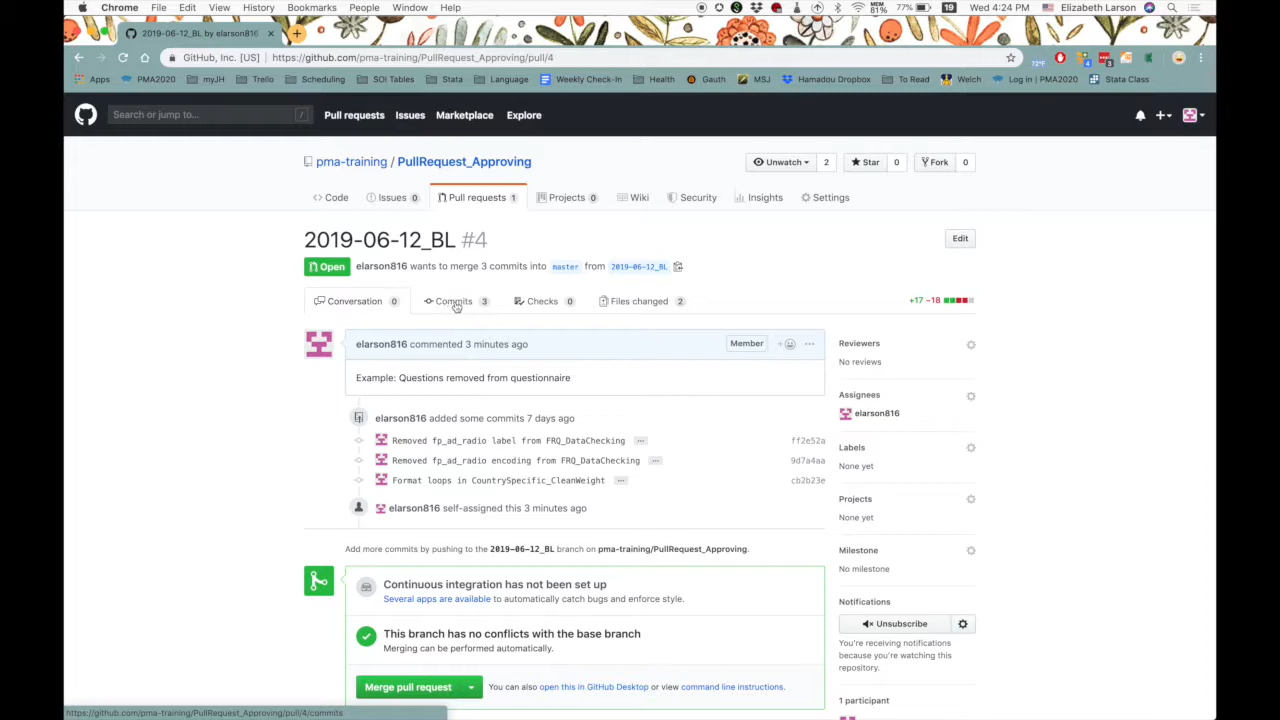 Chrome File Edit View History Bookmarks People Window Help MEM 81% 77% 19 Wed 4:24 PM Elizabeth Larson
2019-06-12_BL by elarson816
GitHub, Inc. [US] https://github.com/pma-training/PullRequest_Approving/pull/4 72°F 4 3
Apps PMA2020 myJH Trello Scheduling SOI Tables Stata Language Weekly Check-In Health Gauth MSJ Hamadou Dropbox To Read Welch Log in | PMA2020 Stata Class
Search or jump to... / Pull requests Issues Marketplace Explore
pma-training / PullRequest_Approving Unwatch 2 Star 0 Fork 0
Code Issues 0 Pull requests 1 Projects 0 Wiki Security Insights Settings
2019-06-12_BL #4 Edit
Open elarson816 wants to merge 3 commits into master from 2019-06-12_BL
Conversation 0 Commits 3 Checks 0 Files changed 2 +17 −18
elarson816 commented 3 minutes ago Member
Example: Questions removed from questionnaire
elarson816 added some commits 7 days ago
Removed fp_ad_radio label from FRQ_DataChecking ff2e52a
Removed fp_ad_radio encoding from FRQ_DataChecking 9d7a4aa
Format loops in CountrySpecific_CleanWeight cb2b23e
elarson816 self-assigned this 3 minutes ago
Add more commits by pushing to the 2019-06-12_BL branch on pma-training/PullRequest_Approving.
Continuous integration has not been set up
Several apps are available to automatically catch bugs and enforce style.
This branch has no conflicts with the base branch
Merging can be performed automatically.
Merge pull request You can also open this in GitHub Desktop or view command line instructions.
Reviewers
No reviews
Assignees
elarson816
Labels
None yet
Projects
None yet
Milestone
No milestone
Notifications
Unsubscribe
You're receiving notifications
because you're watching this
repository.
1 participant
https://github.com/pma-training/PullRequest_Approving/pull/4/commits